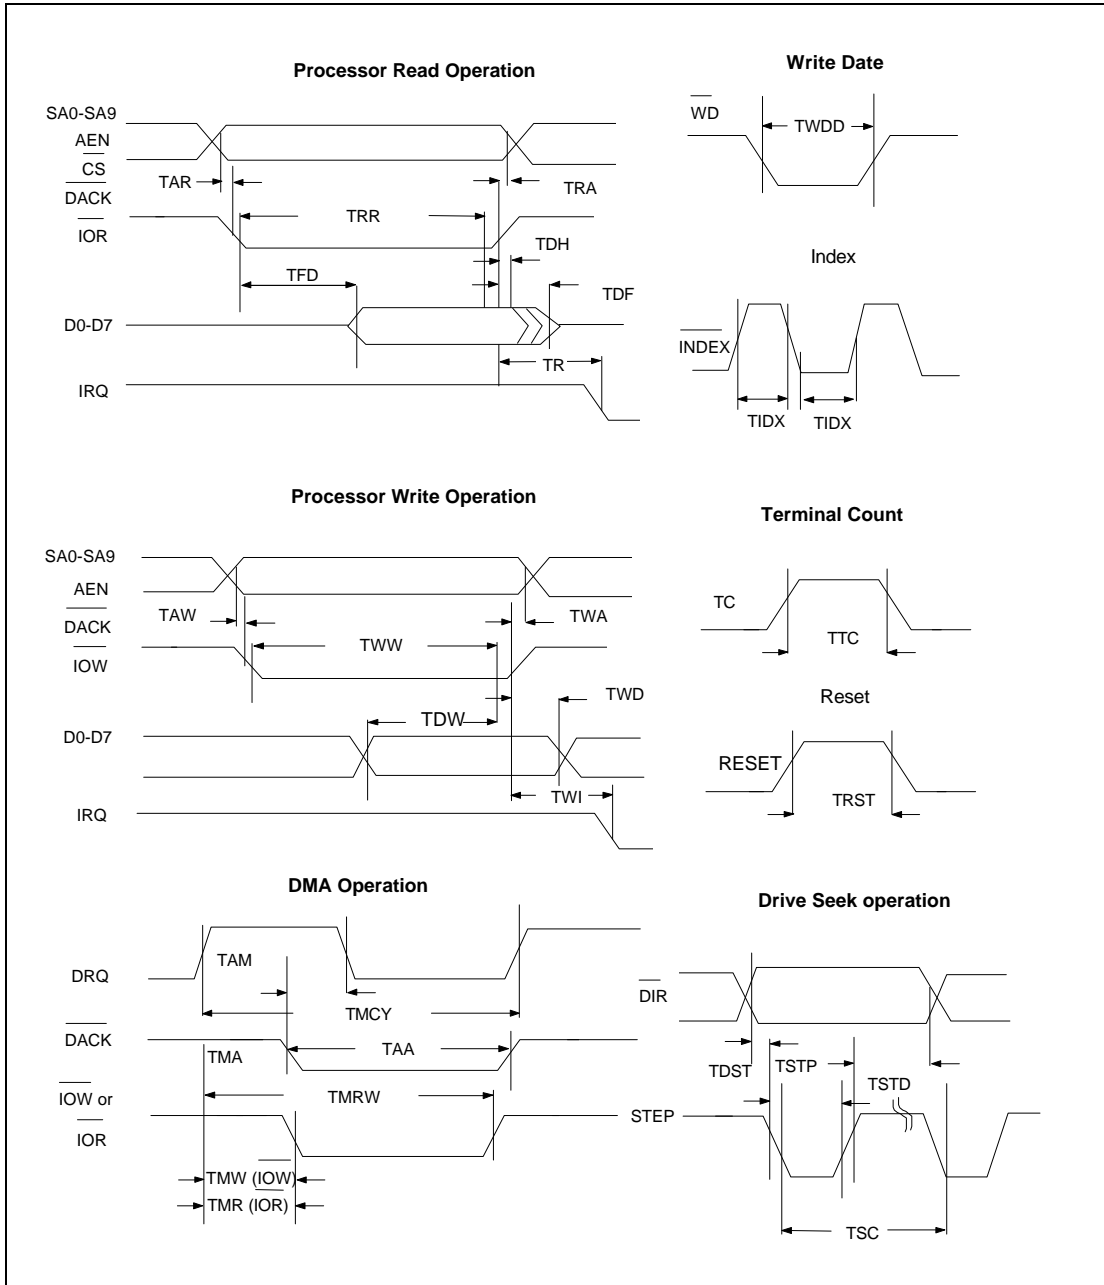 Processor Read Operation
SA0-SA9
AEN
CS
DACK
IOR
TAR
TRA
TRR
TDH
TFD
TDF
D0-D7
TR
IRQ
Write Date
WD
TWDD
Index
INDEX
TIDX
TIDX
Processor Write Operation
SA0-SA9
AEN
DACK
IOW
TAW
TWA
TWW
TWD
TDW
D0-D7
TWI
IRQ
Terminal Count
TC
TTC
Reset
RESET
TRST
DMA Operation
DRQ
TAM
TMCY
DACK
TMA
TAA
IOW or
IOR
TMRW
TMW (IOW)
TMR (IOR)
Drive Seek operation
DIR
TDST
TSTP
TSTD
STEP
TSC